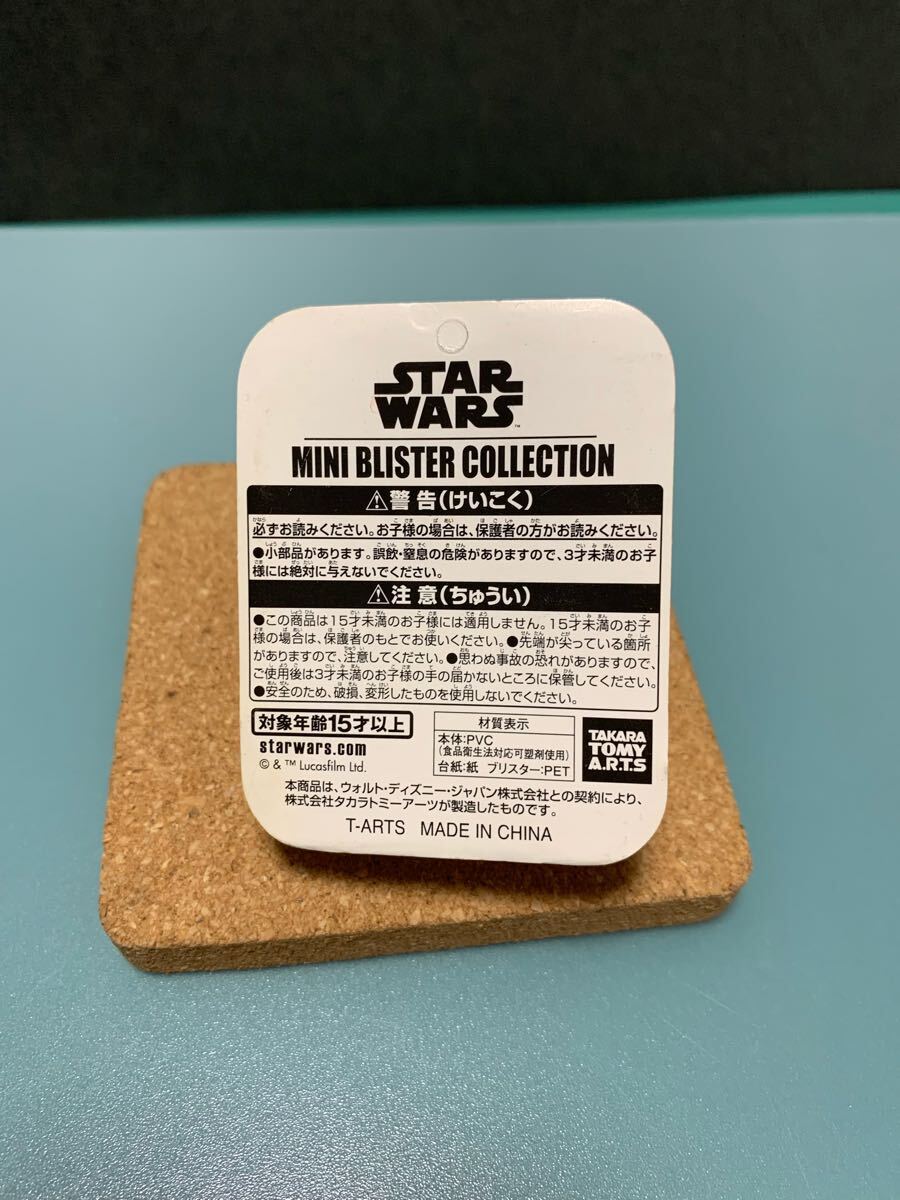 STAR
WARS
MINI BLISTER COLLECTION
⚠警告(けいこく)
必ずお読みください。お子様の場合は、保護者の方がお読みください。
●小部品があります。誤飲・窒息の危険がありますので、3才未満のお子
様には絶対に与えないでください。
⚠注意(ちゅうい)
●この商品は15才未満のお子様には適用しません。15才未満のお子
様の場合は、保護者のもとでお使いください。●先端が尖っている箇所
がありますので、注意してください。●思わぬ事故の恐れがありますので、
ご使用後は3才未満のお子様の手の届かないところに保管してください。
●安全のため、破損、変形したものを使用しないでください。
対象年齢15才以上
starwars.com
© & ™ Lucasfilm Ltd.
材質表示
本体:PVC
(食品衛生法対応可塑剤使用)
台紙:紙 ブリスター:PET
TAKARA
TOMY
A.R.T.S
本商品は、ウォルト・ディズニー・ジャパン株式会社との契約により、
株式会社タカラトミーアーツが製造したものです。
T-ARTS MADE IN CHINA